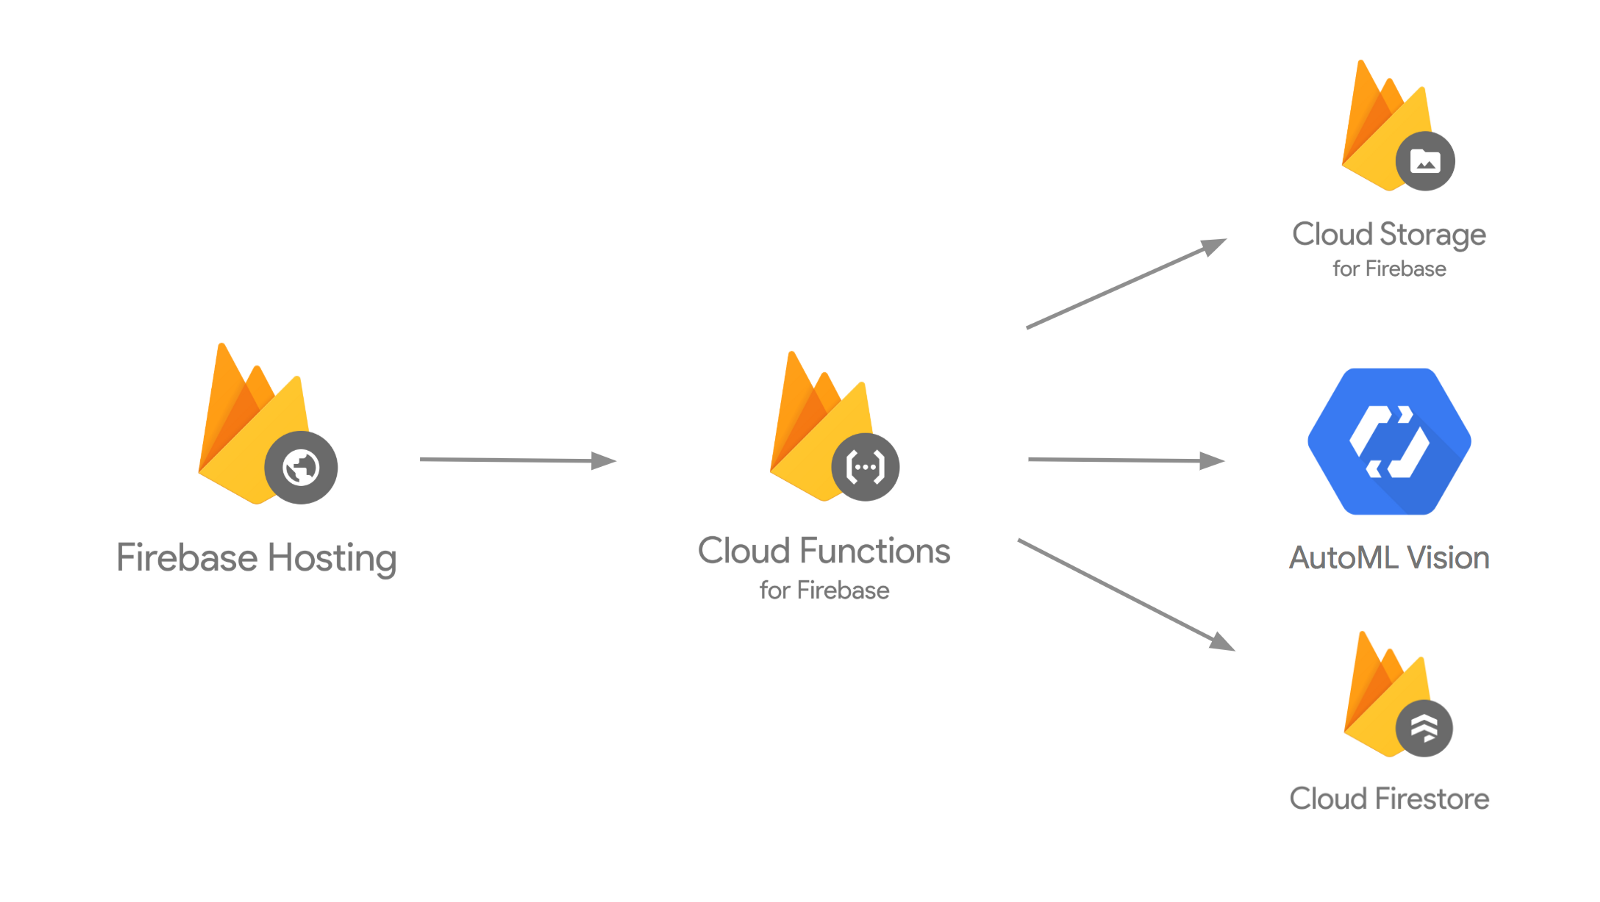 Cloud Storage
for Firebase
Firebase Hosting
Cloud Functions
for Firebase
AutoML Vision
Cloud Firestore